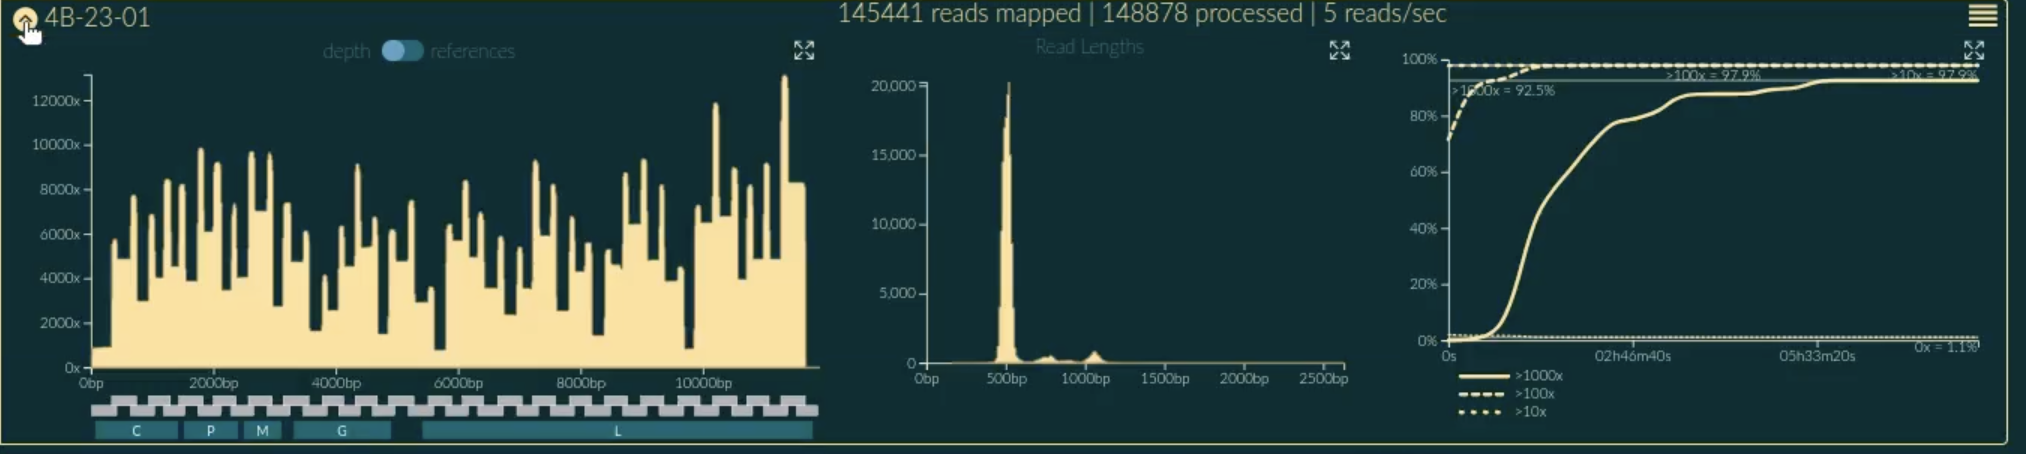 4B-23-01
145441 reads mapped | 148878 processed | 5 reads/sec
depth references
12000x
10000x
8000x
6000x
4000x
2000x
0x
0bp 2000bp 4000bp 6000bp 8000bp 10000bp
C P M G L
Read Lengths
20,000
15,000
10,000
5,000
0
0bp 500bp 1000bp 1500bp 2000bp 2500bp
100%
80%
60%
40%
20%
0%
>100x = 97.9% >10x = 97.9%
>1000x = 92.5%
0x = 1.1%
0s 02h46m40s 05h33m20s
>1000x
>100x
>10x